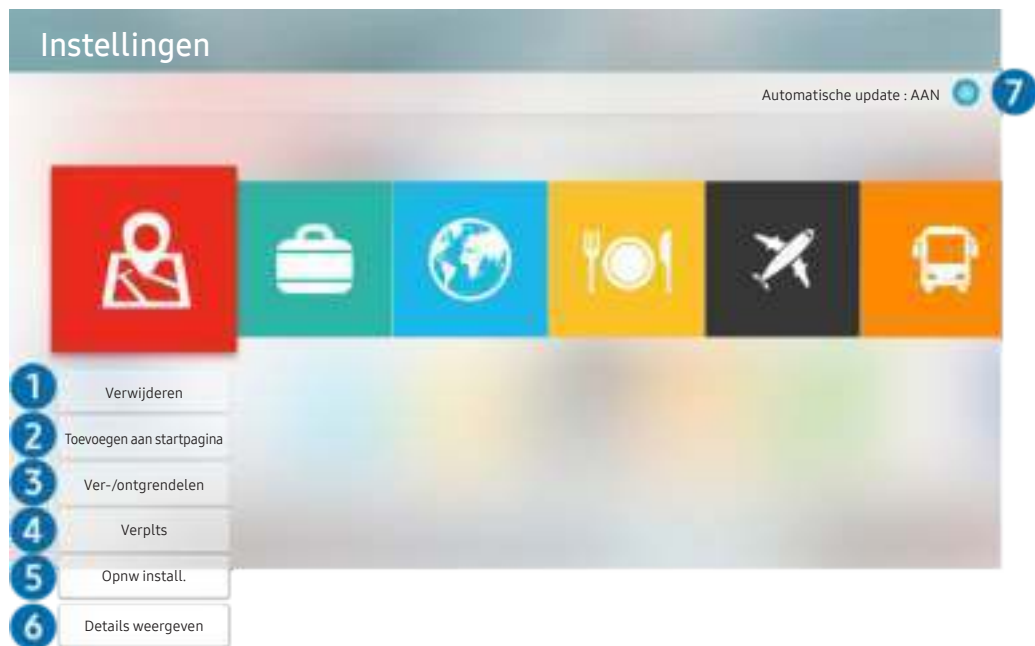 Instellingen
Automatische update : AAN 7
1 Verwijderen
2 Toevoegen aan startpagina
3 Ver-/ontgrendelen
4 Verplts
5 Opnw install.
6 Details weergeven